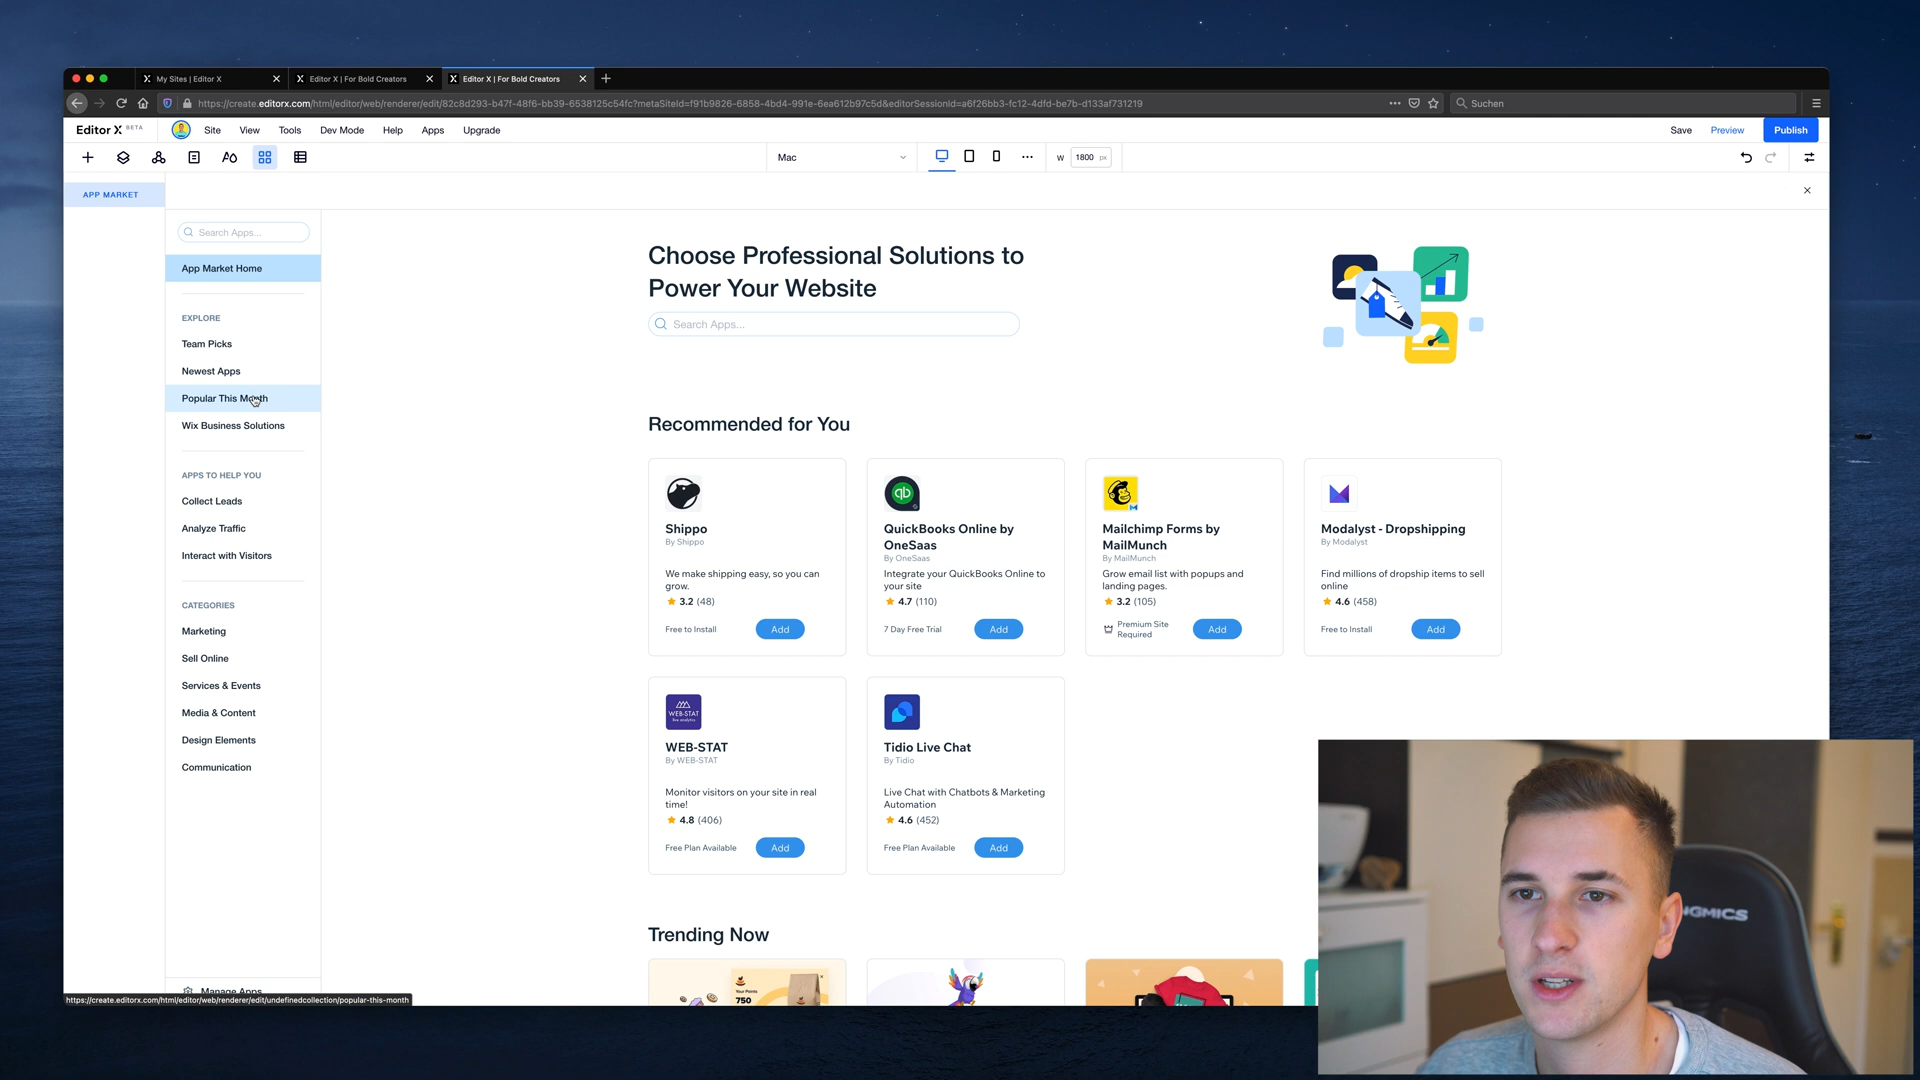 My Sites | Editor X
Editor X | For Bold Creators
Editor X | For Bold Creators
https://create.editorx.com/html/editor/web/renderer/edit/82c8d293-b47f-48f6-bb39-6538125c54fc?metaSiteId=f91b9826-6858-4bd4-991e-6ea612b97c5d&editorSessionId=a6f26bb3-fc12-4dfd-be7b-d133af731219
Suchen
Editor X BETA
Site
View
Tools
Dev Mode
Help
Apps
Upgrade
Save
Preview
Publish
Mac
W 1800 px
APP MARKET
Search Apps...
App Market Home
EXPLORE
Team Picks
Newest Apps
Popular This Month
Wix Business Solutions
APPS TO HELP YOU
Collect Leads
Analyze Traffic
Interact with Visitors
CATEGORIES
Marketing
Sell Online
Services & Events
Media & Content
Design Elements
Communication
Manage Apps
https://create.editorx.com/html/editor/web/renderer/edit/undefinedcollection/popular-this-month
Choose Professional Solutions to
Power Your Website
Search Apps...
Recommended for You
Shippo
By Shippo
We make shipping easy, so you can
grow.
3.2 (48)
Free to Install
Add
qb
QuickBooks Online by
OneSaas
By OneSaas
Integrate your QuickBooks Online to
your site
4.7 (110)
7 Day Free Trial
Add
Mailchimp Forms by
MailMunch
By MailMunch
Grow email list with popups and
landing pages.
3.2 (105)
Premium Site
Required
Add
Modalyst - Dropshipping
By Modalyst
Find millions of dropship items to sell
online
4.6 (458)
Free to Install
Add
WEB-STAT
live analytics
WEB-STAT
By WEB-STAT
Monitor visitors on your site in real
time!
4.8 (406)
Free Plan Available
Add
Tidio Live Chat
By Tidio
Live Chat with Chatbots & Marketing
Automation
4.6 (452)
Free Plan Available
Add
Trending Now
Your Points
750
NGMICS